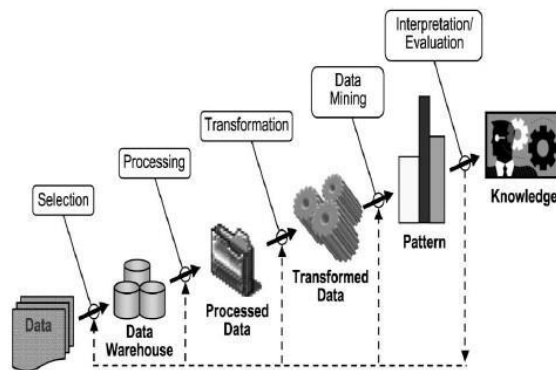 Interpretation/
Evaluation
Data
Mining
Transformation
Processing
Selection
Knowledge
Pattern
Transformed
Data
Processed
Data
Data
Warehouse
Data